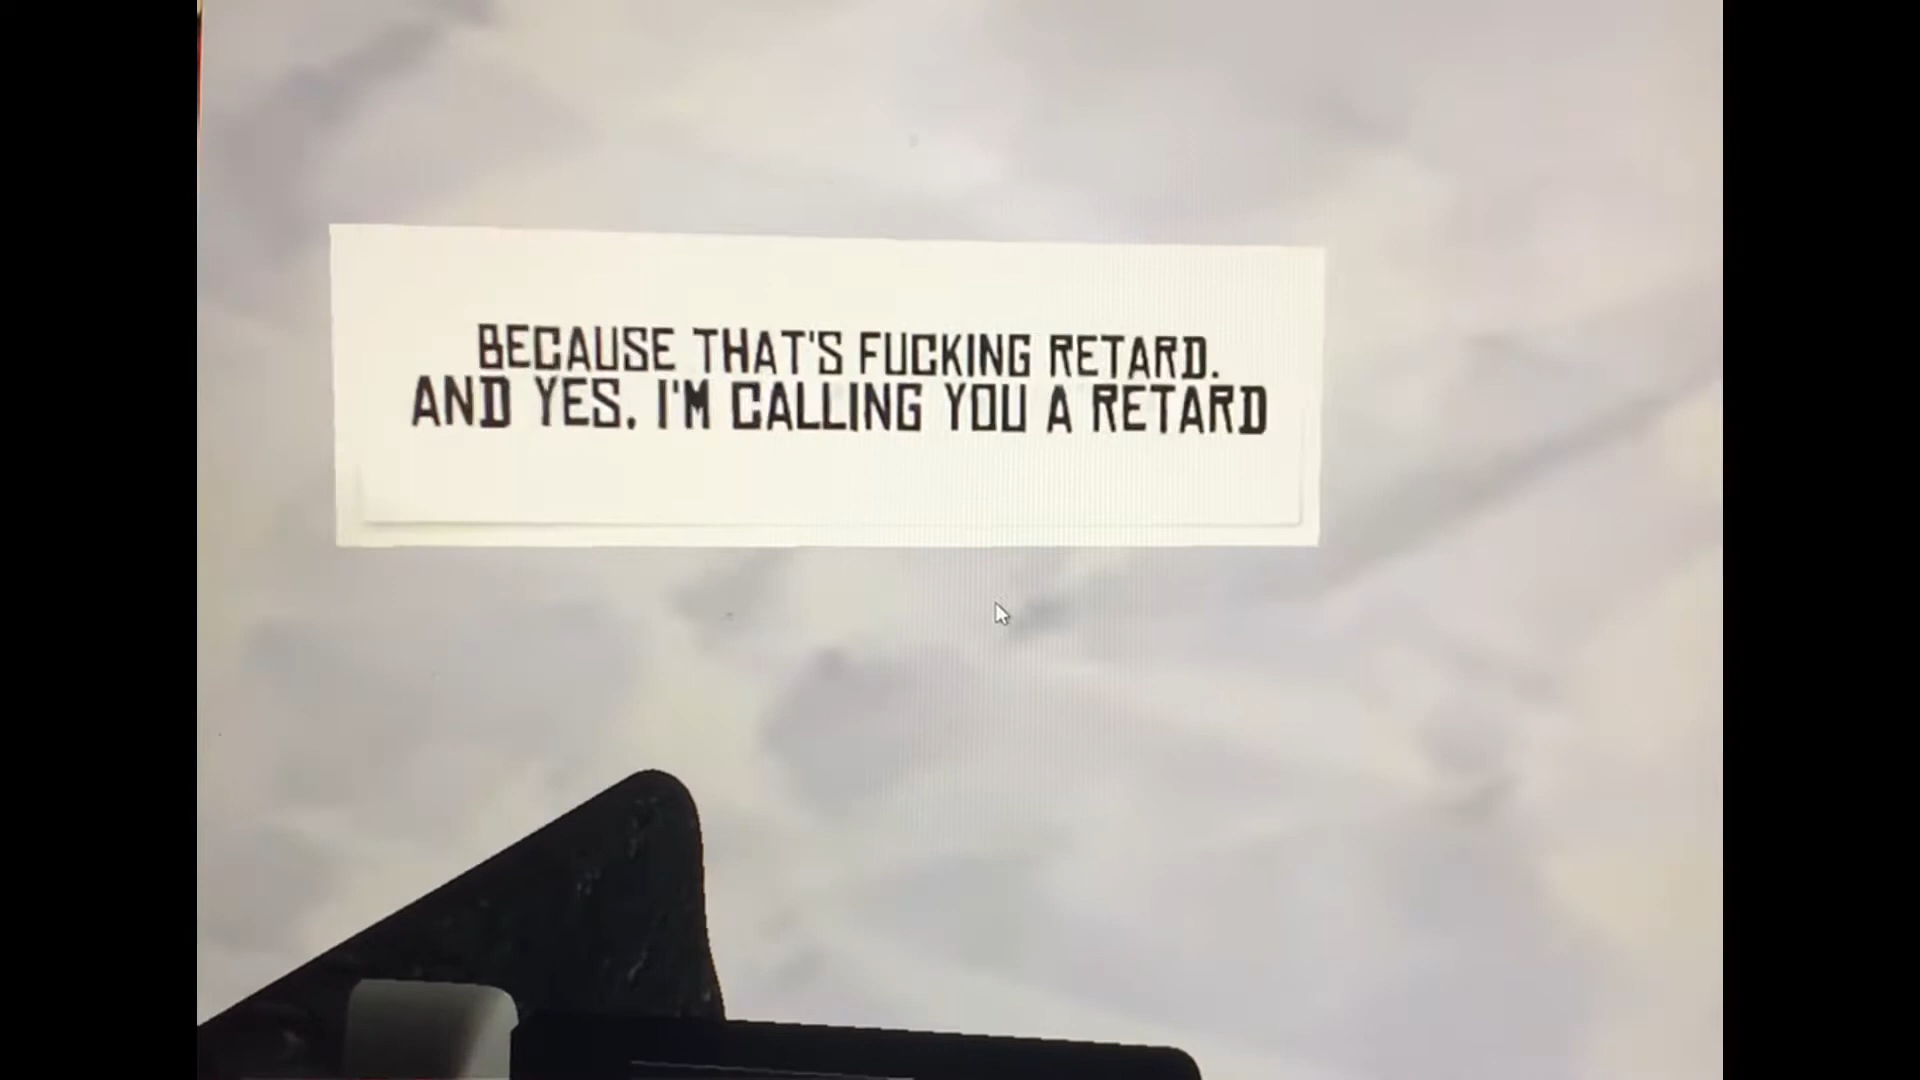 BECAUSE THAT'S FUCKING RETARD.
AND YES. I'M CALLING YOU A RETARD